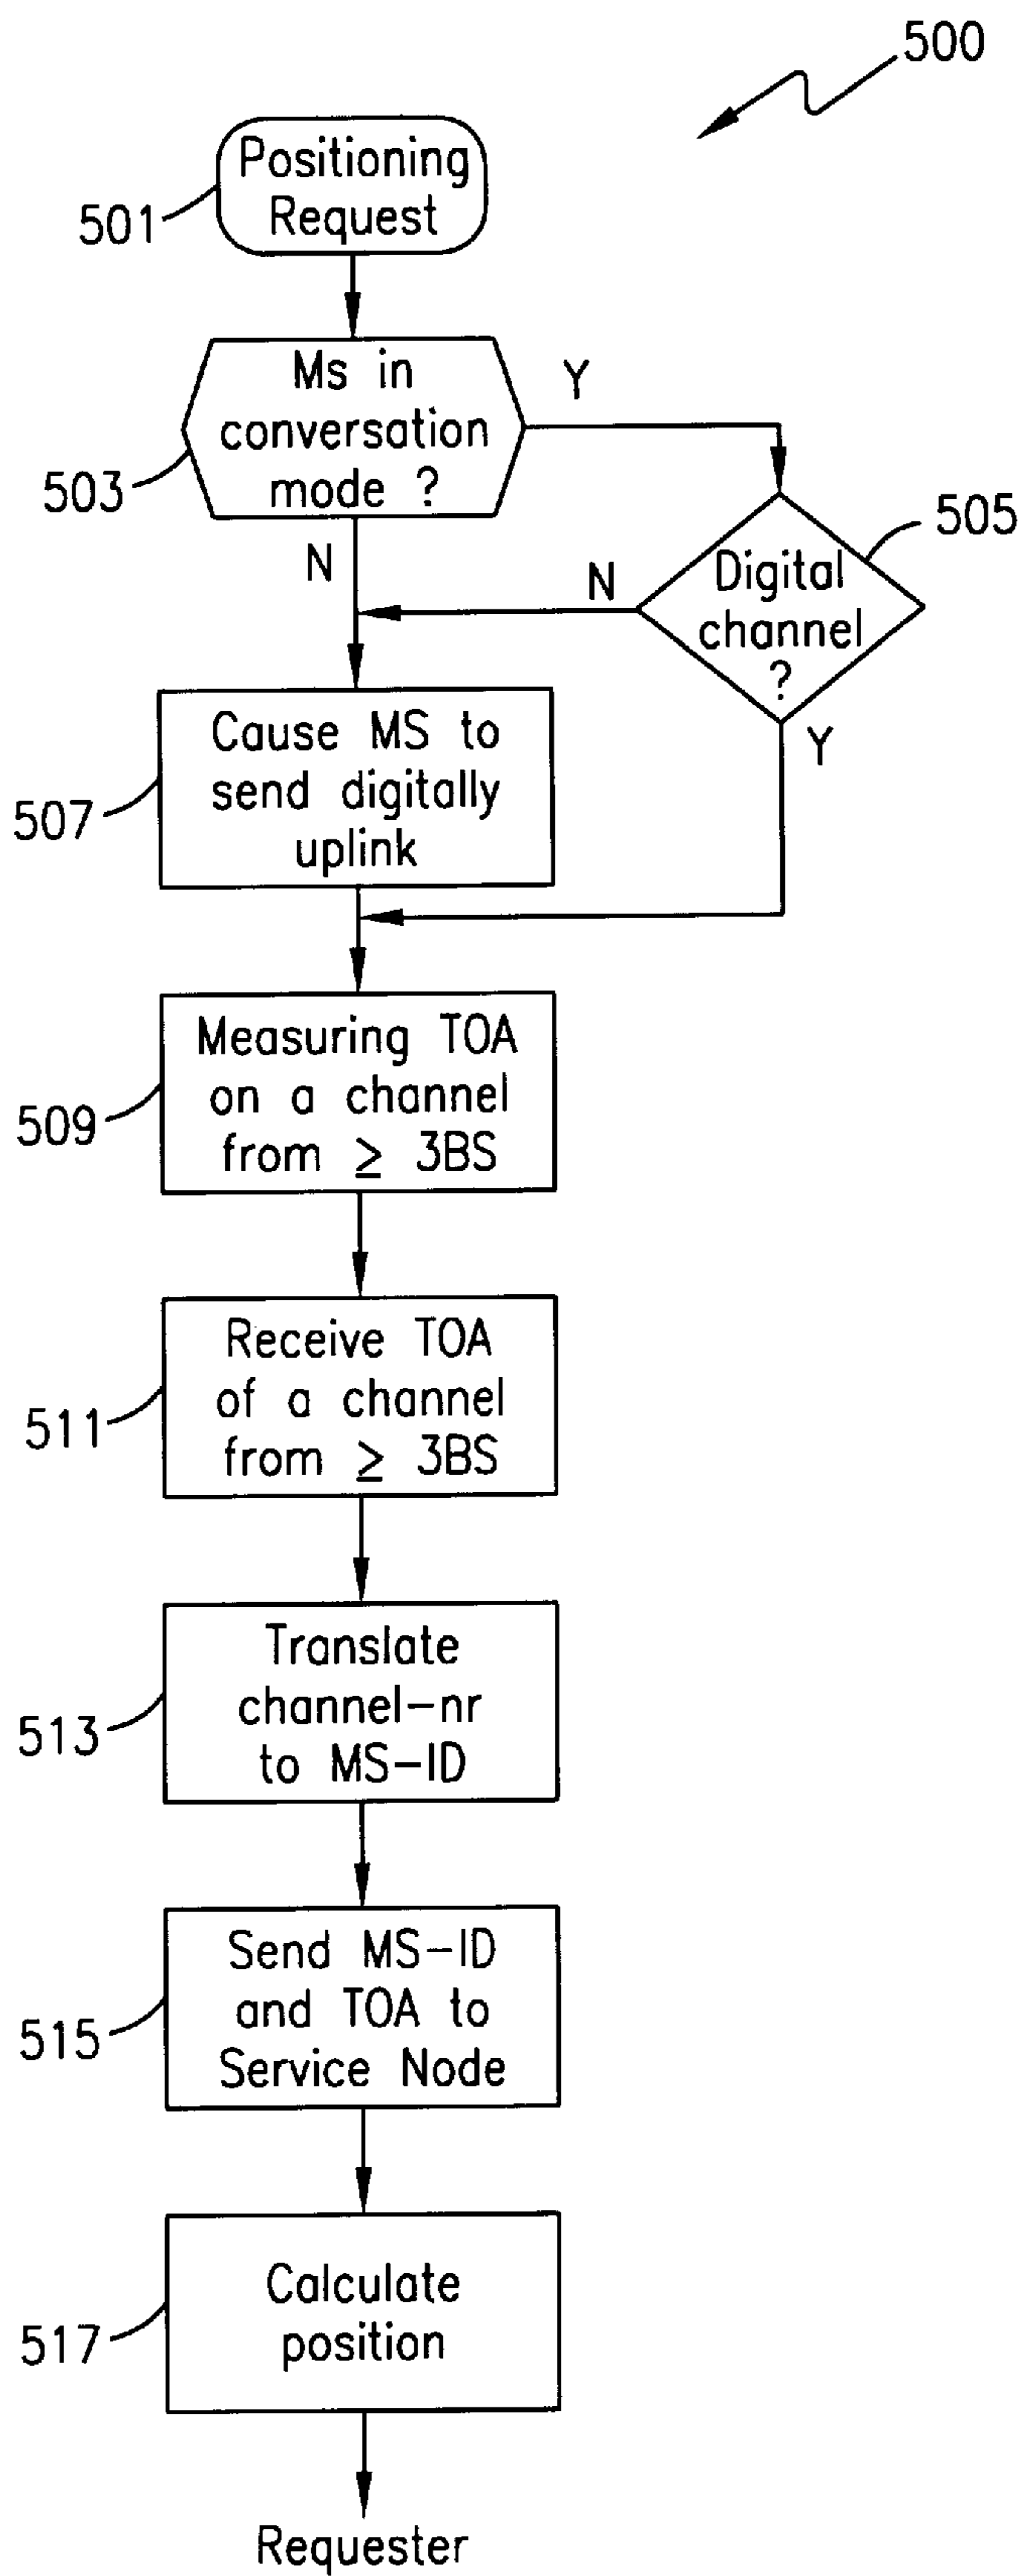 500
Positioning
Request
501
Ms in
conversation
mode ?
Y
503
505
N
N
Digital
channel
?
Y
Cause MS to
send digitally
uplink
507
Measuring TOA
on a channel
from ≥ 3BS
509
Receive TOA
of a channel
from ≥ 3BS
511
Translate
channel-nr
to MS-ID
513
Send MS-ID
and TOA to
Service Node
515
Calculate
position
517
Requester